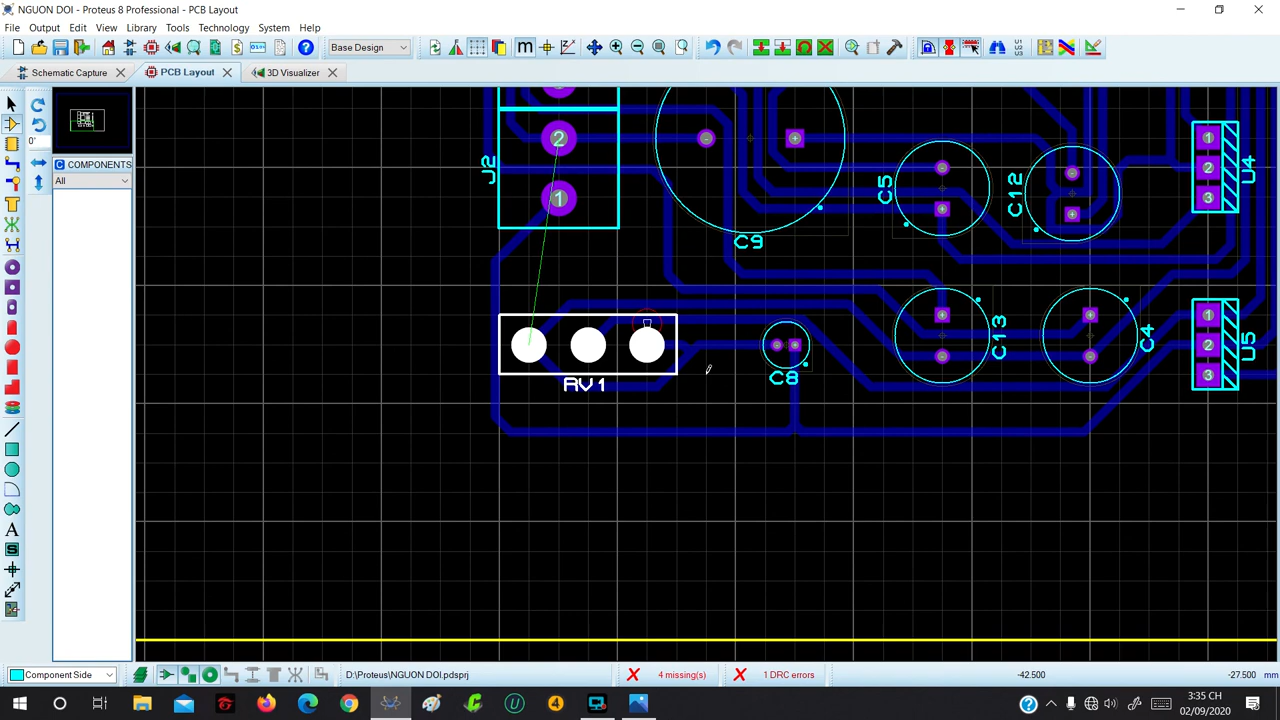 NGUON DOI - Proteus 8 Professional - PCB Layout
File Output Edit View Library Tools Technology System Help
Base Design
Schematic Capture PCB Layout 3D Visualizer
0°
C COMPONENTS
All
J2
2
1
C9
C5
C12
1
2
3
U4
RV1
C8
C13
C4
1
2
3
U5
Component Side
D:\Proteus\NGUON DOI.pdsprj
4 missing(s)
1 DRC errors
-42.500
-27.500
mm
3:35 CH
02/09/2020